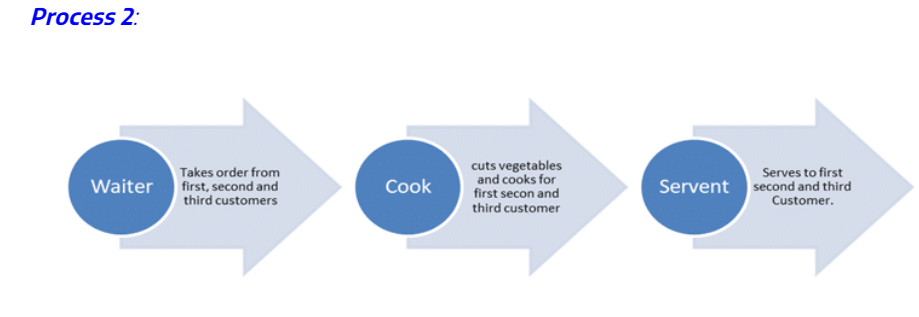 Process 2:
Waiter
Takes order from
first, second and
third customers
Cook
cuts vegetables
and cooks for
first secon and
third customer
Servent
Serves to first
second and third
Customer.